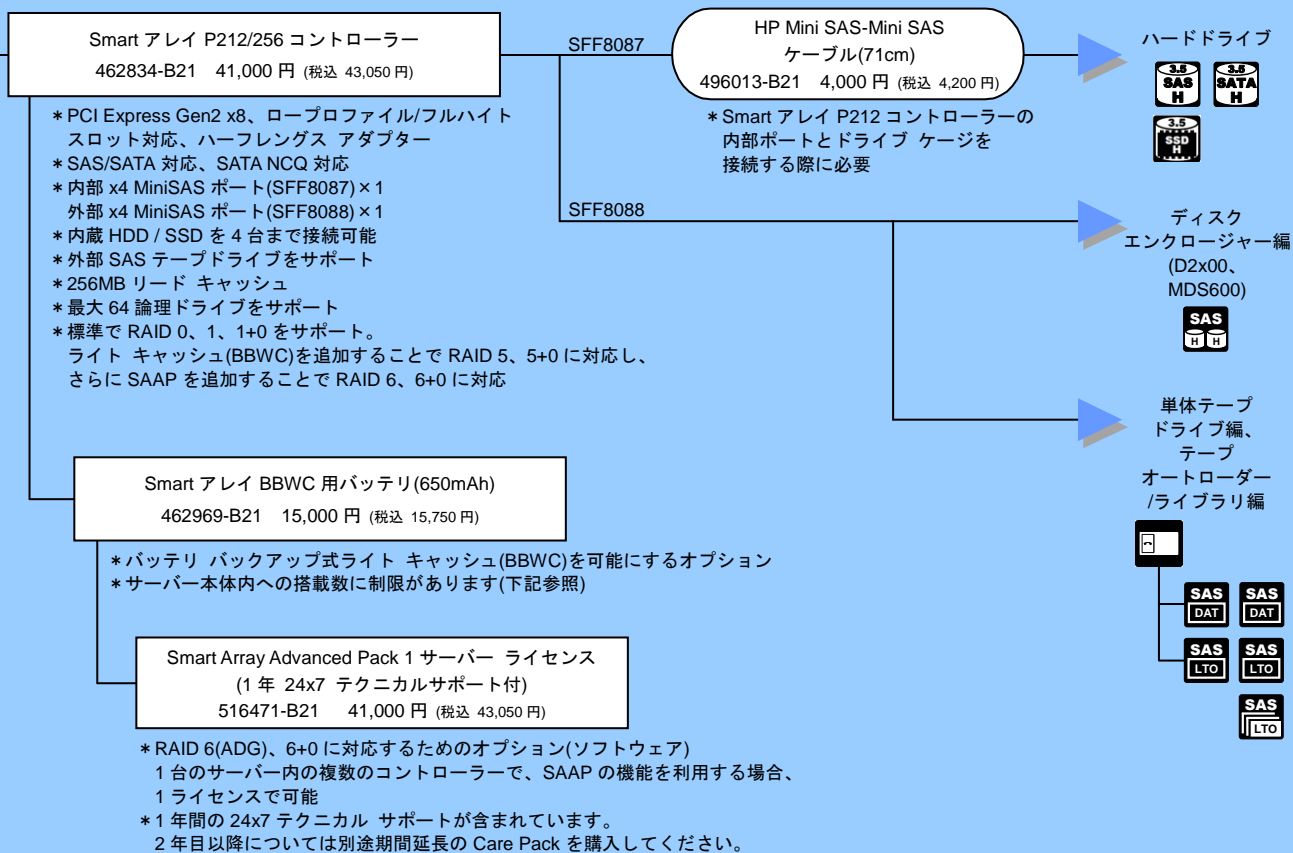 Smart アレイ P212/256 コントローラー
462834-B21 41,000 円 (税込 43,050 円)
SFF8087
HP Mini SAS-Mini SAS
ケーブル(71cm)
496013-B21 4,000 円 (税込 4,200 円)
ハードドライブ
3.5
SAS
H
3.5
SATA
H
3.5
SSD
H
*PCI Express Gen2 x8、ロープロファイル/フルハイト
スロット対応、ハーフレングス アダプター
*SAS/SATA 対応、SATA NCQ 対応
*内部 x4 MiniSAS ポート(SFF8087)×1
外部 x4 MiniSAS ポート(SFF8088)×1
*内蔵 HDD / SSD を 4 台まで接続可能
*外部 SAS テープドライブをサポート
*256MB リード キャッシュ
*最大 64 論理ドライブをサポート
*標準で RAID 0、1、1+0 をサポート。
ライト キャッシュ(BBWC)を追加することで RAID 5、5+0 に対応し、
さらに SAAP を追加することで RAID 6、6+0 に対応
*Smart アレイ P212 コントローラーの
内部ポートとドライブ ケージを
接続する際に必要
SFF8088
ディスク
エンクロージャー編
(D2x00、
MDS600)
SAS
H H
単体テープ
ドライブ編、
テープ
オートローダー
/ライブラリ編
SAS
DAT
SAS
DAT
SAS
LTO
SAS
LTO
SAS
LTO
Smart アレイ BBWC 用バッテリ(650mAh)
462969-B21 15,000 円 (税込 15,750 円)
*バッテリ バックアップ式ライト キャッシュ(BBWC)を可能にするオプション
*サーバー本体内への搭載数に制限があります(下記参照)
Smart Array Advanced Pack 1 サーバー ライセンス
(1 年 24x7 テクニカルサポート付)
516471-B21 41,000 円 (税込 43,050 円)
*RAID 6(ADG)、6+0 に対応するためのオプション(ソフトウェア)
1 台のサーバー内の複数のコントローラーで、SAAP の機能を利用する場合、
1 ライセンスで可能
*1 年間の 24x7 テクニカル サポートが含まれています。
2 年目以降については別途期間延長の Care Pack を購入してください。